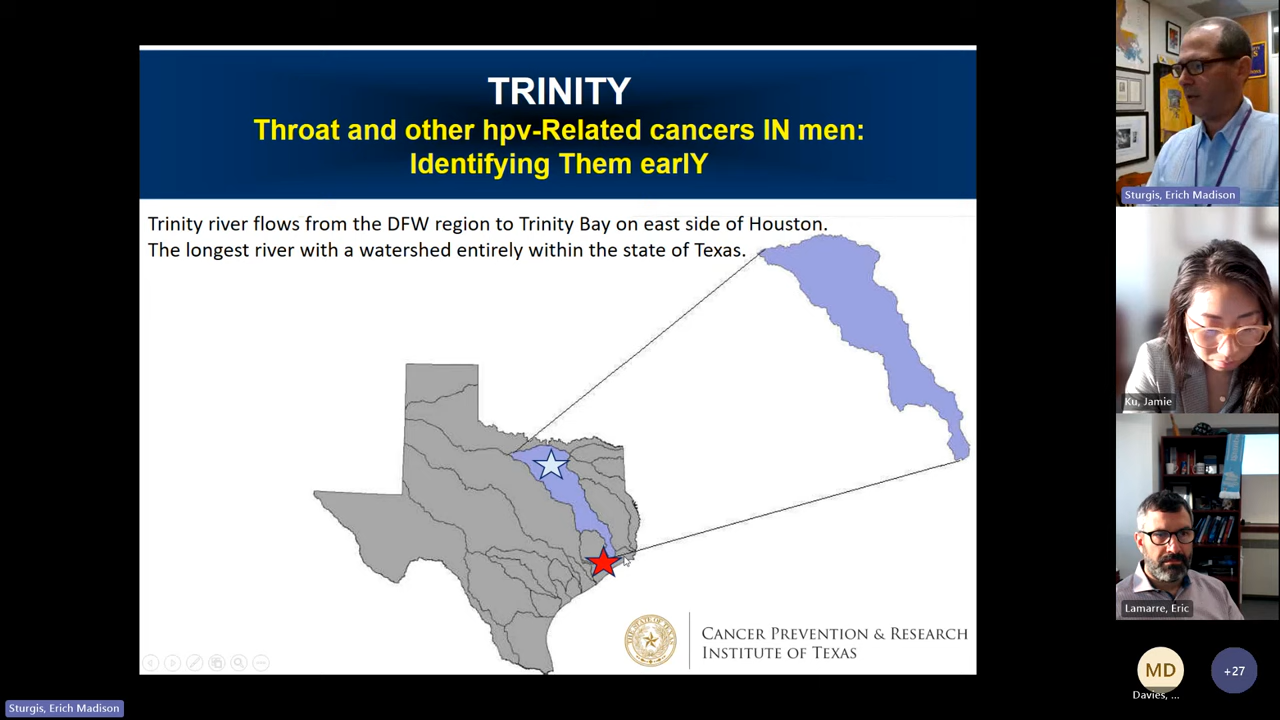 TRINITY
Throat and other hpv-Related cancers IN men:
Identifying Them earlY
Trinity river flows from the DFW region to Trinity Bay on east side of Houston.
The longest river with a watershed entirely within the state of Texas.
CANCER PREVENTION & RESEARCH
INSTITUTE OF TEXAS
Sturgis, Erich Madison
Ku, Jamie
Lamarre, Eric
MD
Davies, ...
+27
Sturgis, Erich Madison